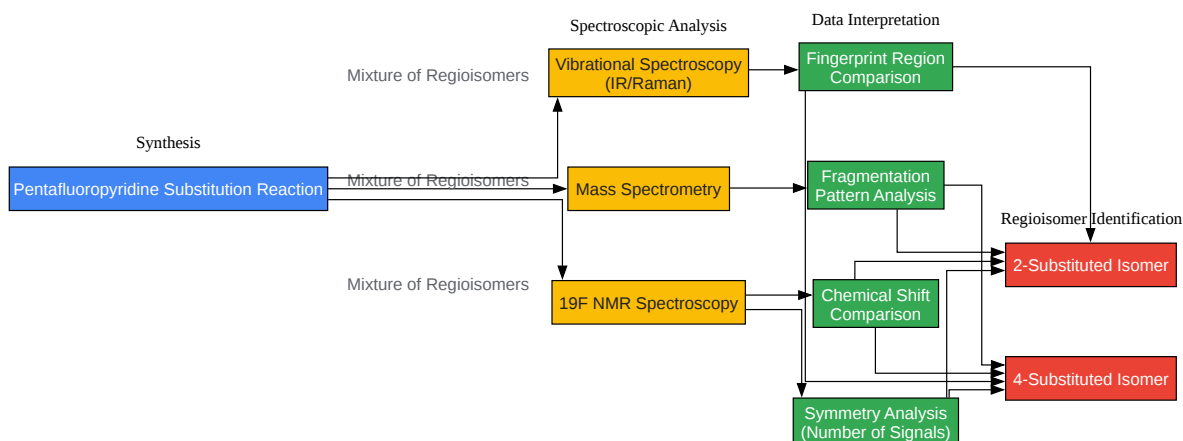 Synthesis
Pentafluoropyridine Substitution Reaction
Mixture of Regioisomers
Mixture of Regioisomers
Mixture of Regioisomers
Spectroscopic Analysis
Vibrational Spectroscopy
(IR/Raman)
Mass Spectrometry
19F NMR Spectroscopy
Data Interpretation
Fingerprint Region
Comparison
Fragmentation
Pattern Analysis
Chemical Shift
Comparison
Symmetry Analysis
(Number of Signals)
Regioisomer Identification
2-Substituted Isomer
4-Substituted Isomer